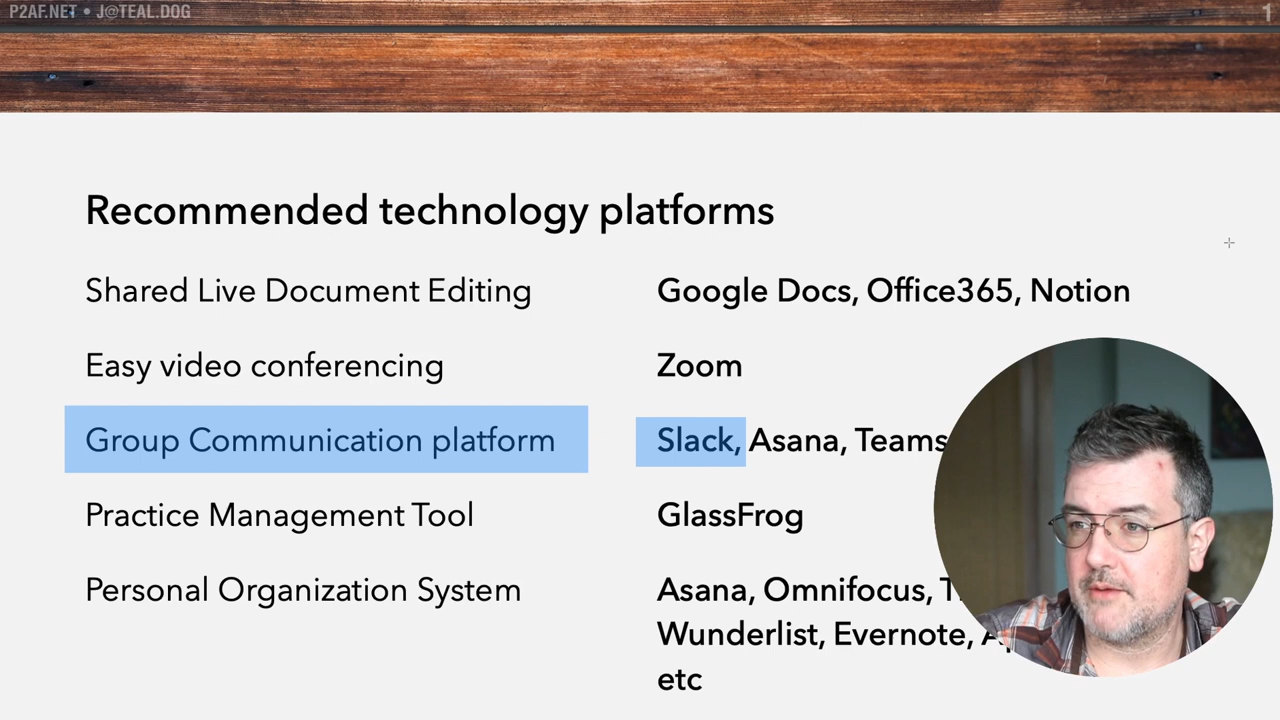 P2AF.NET • J@TEAL.DOG
1
Recommended technology platforms
Shared Live Document Editing
Google Docs, Office365, Notion
Easy video conferencing
Zoom
Group Communication platform
Slack, Asana, Teams
Practice Management Tool
GlassFrog
Personal Organization System
Asana, Omnifocus,
Wunderlist, Evernote,
etc